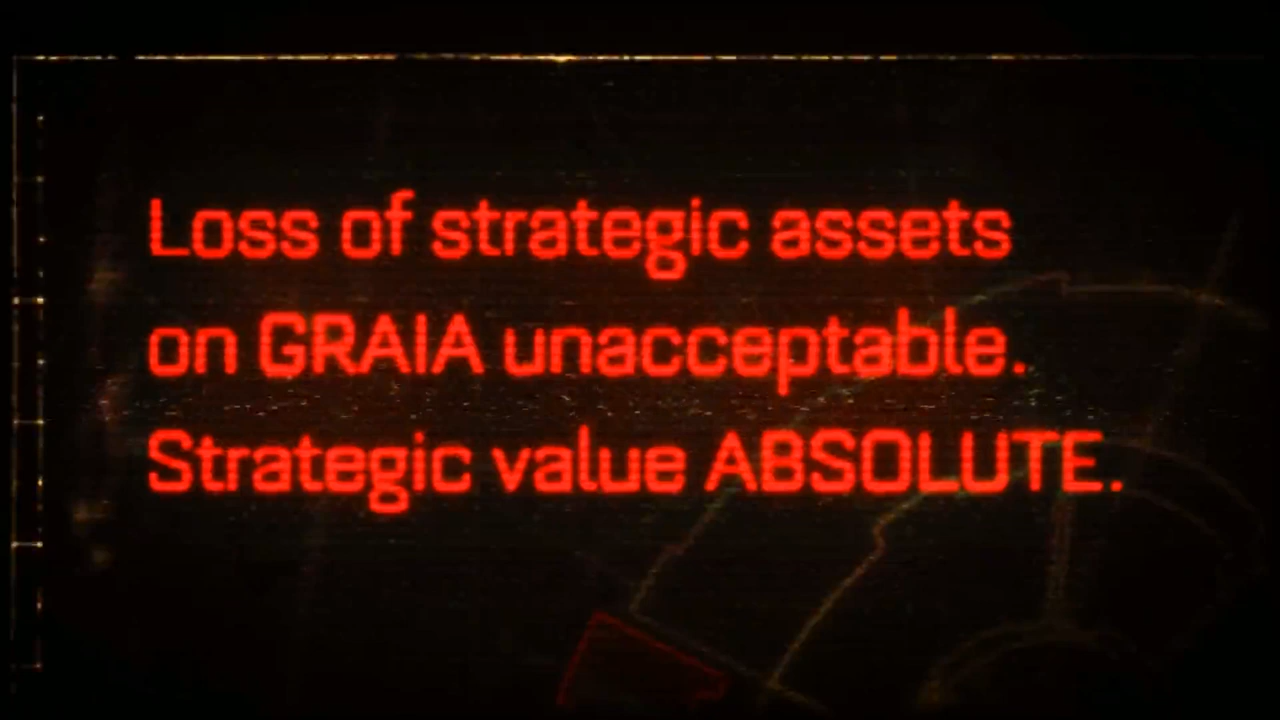 Loss of strategic assets
on GRAIA unacceptable.
Strategic value ABSOLUTE.